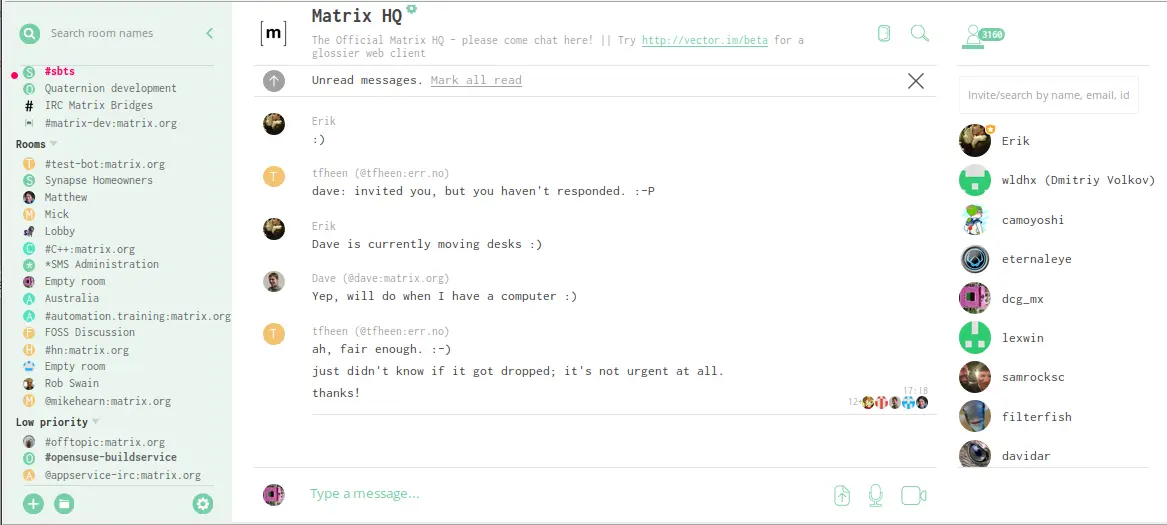 Search room names
#sbts
Quaternion development
IRC Matrix Bridges
#matrix-dev:matrix.org
Rooms
#test-bot:matrix.org
Synapse Homeowners
Matthew
Mick
Lobby
#C++:matrix.org
*SMS Administration
Empty room
Australia
#automation.training:matrix.org
FOSS Discussion
#hn:matrix.org
Empty room
Rob Swain
@mikehearn:matrix.org
Low priority
#offtopic:matrix.org
#opensuse-buildservice
@appservice-irc:matrix.org
[m]
Matrix HQ
The Official Matrix HQ - please come chat here! || Try http://vector.im/beta for a
glossier web client
Unread messages. Mark all read
Erik
:)
tfheen (@tfheen:err.no)
dave: invited you, but you haven't responded. :-P
Erik
Dave is currently moving desks :)
Dave (@dave:matrix.org)
Yep, will do when I have a computer :)
tfheen (@tfheen:err.no)
ah, fair enough. :-)
just didn't know if it got dropped; it's not urgent at all.
thanks!
17:18
12+
Type a message...
3160
Invite/search by name, email, id
Erik
wldhx (Dmitriy Volkov)
camoyoshi
eternaleye
dcg_mx
lexwin
samrocksc
filterfish
davidar